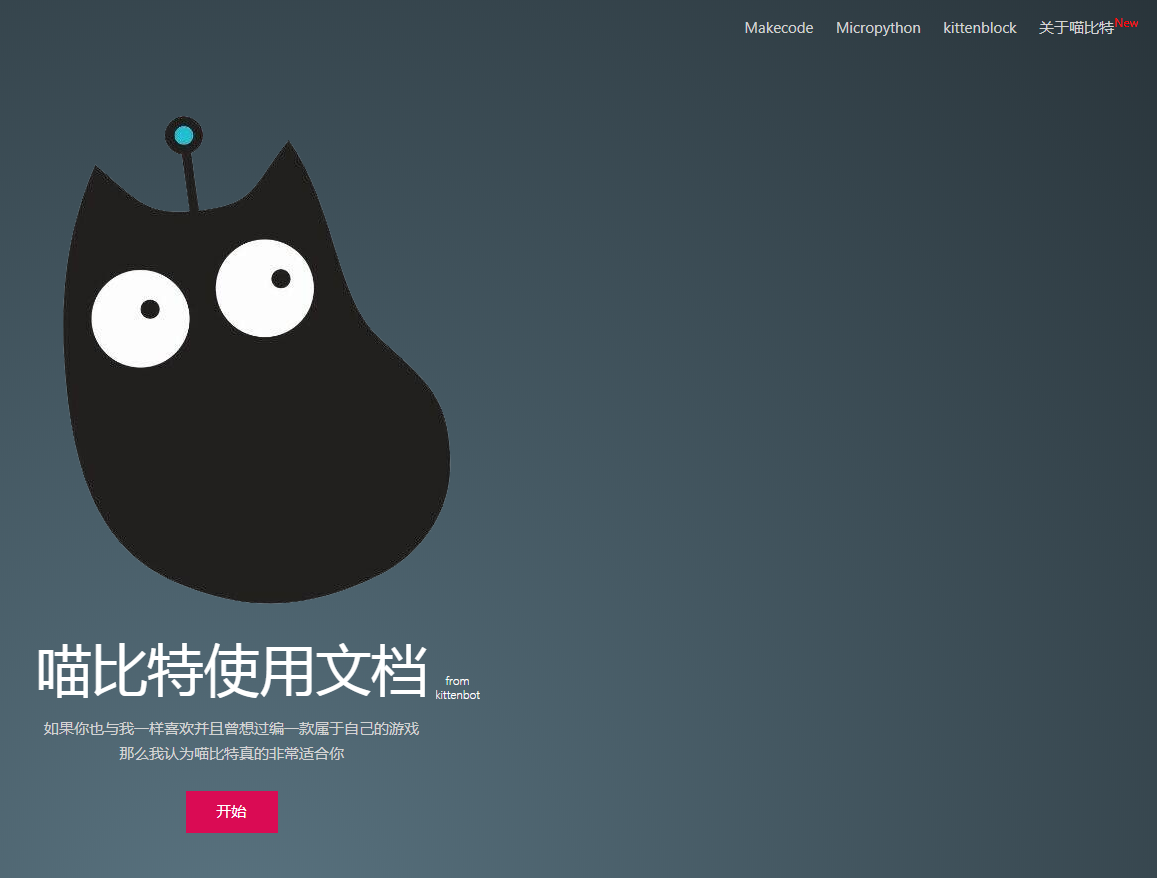 Makecode Micropython kittenblock 关于喵比特New
喵比特使用文档 from
kittenbot
如果你也与我一样喜欢并且曾想过编一款属于自己的游戏
那么我认为喵比特真的非常适合你
开始